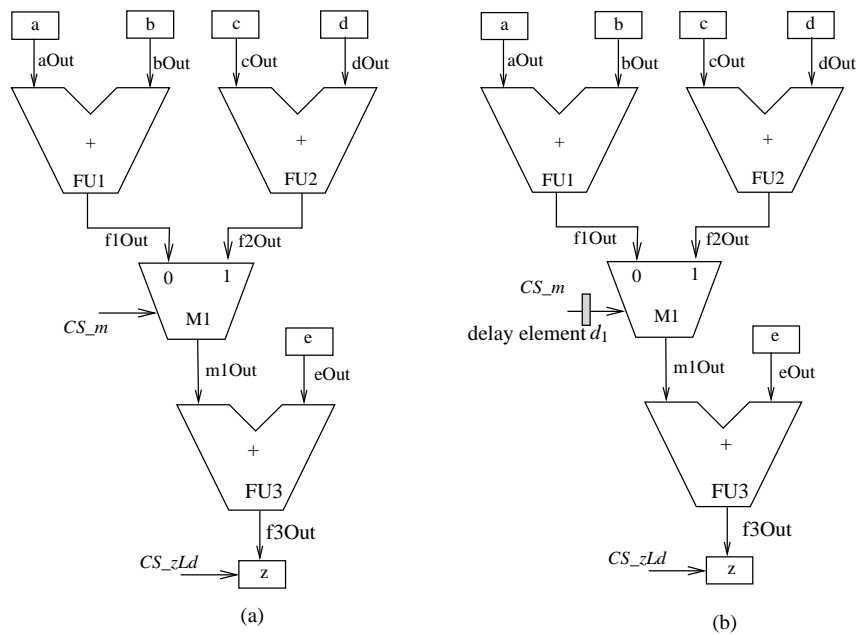 a b c d
aOut bOut cOut dOut
+ +
FU1 FU2
f1Out f2Out
0 1
CS_m M1
e
m1Out eOut
+
FU3
f3Out
CS_zLd z
(a)
a b c d
aOut bOut cOut dOut
+ +
FU1 FU2
f1Out f2Out
0 1
CS_m
M1
delay element d1
e
m1Out eOut
+
FU3
f3Out
CS_zLd z
(b)